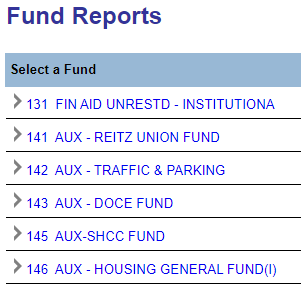 Fund Reports
Select a Fund
131 FIN AID UNRESTD - INSTITUTIONA
141 AUX - REITZ UNION FUND
142 AUX - TRAFFIC & PARKING
143 AUX - DOCE FUND
145 AUX-SHCC FUND
146 AUX - HOUSING GENERAL FUND(I)